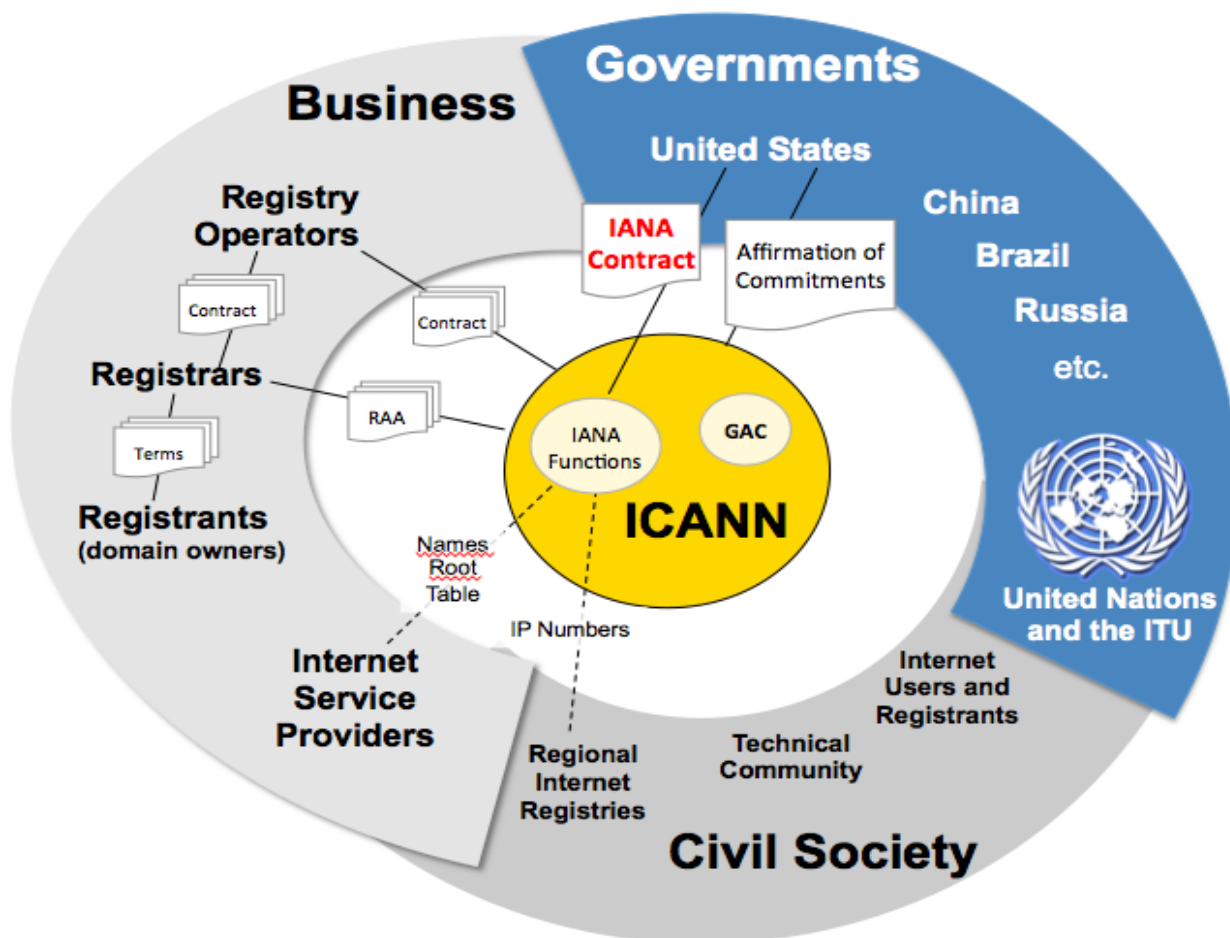 Governments
Business
United States
China
Brazil
Russia
etc.
United Nations
and the ITU
IANA
Contract
Affirmation of
Commitments
Registry
Operators
Contract
Contract
Registrars
RAA
Terms
Registrants
(domain owners)
IANA
Functions
GAC
ICANN
Names
Root
Table
IP Numbers
Internet
Service
Providers
Regional
Internet
Registries
Technical
Community
Internet
Users and
Registrants
Civil Society